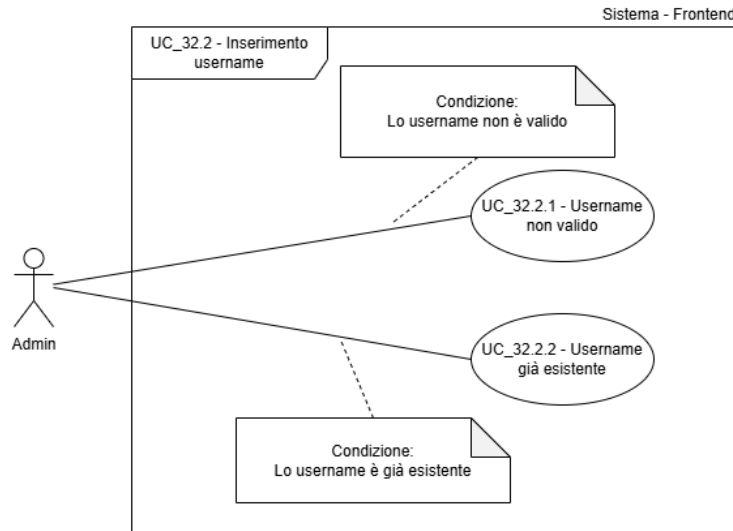 Sistema - Frontend
UC_32.2 - Inserimento
username
Condizione:
Lo username non è valido
UC_32.2.1 - Username
non valido
Admin
UC_32.2.2 - Username
già esistente
Condizione:
Lo username è già esistente